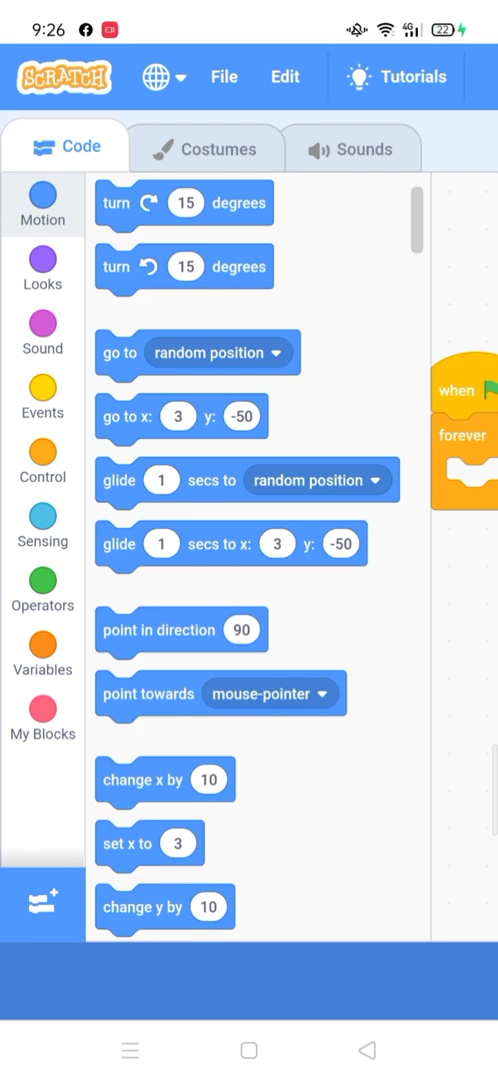 9:26 4G 22
SCRATCH File Edit Tutorials
Code Costumes Sounds
Motion
Looks
Sound
Events
Control
Sensing
Operators
Variables
My Blocks
turn 15 degrees
turn 15 degrees
go to random position
go to x: 3 y: -50
glide 1 secs to random position
glide 1 secs to x: 3 y: -50
point in direction 90
point towards mouse-pointer
change x by 10
set x to 3
change y by 10
when
forever